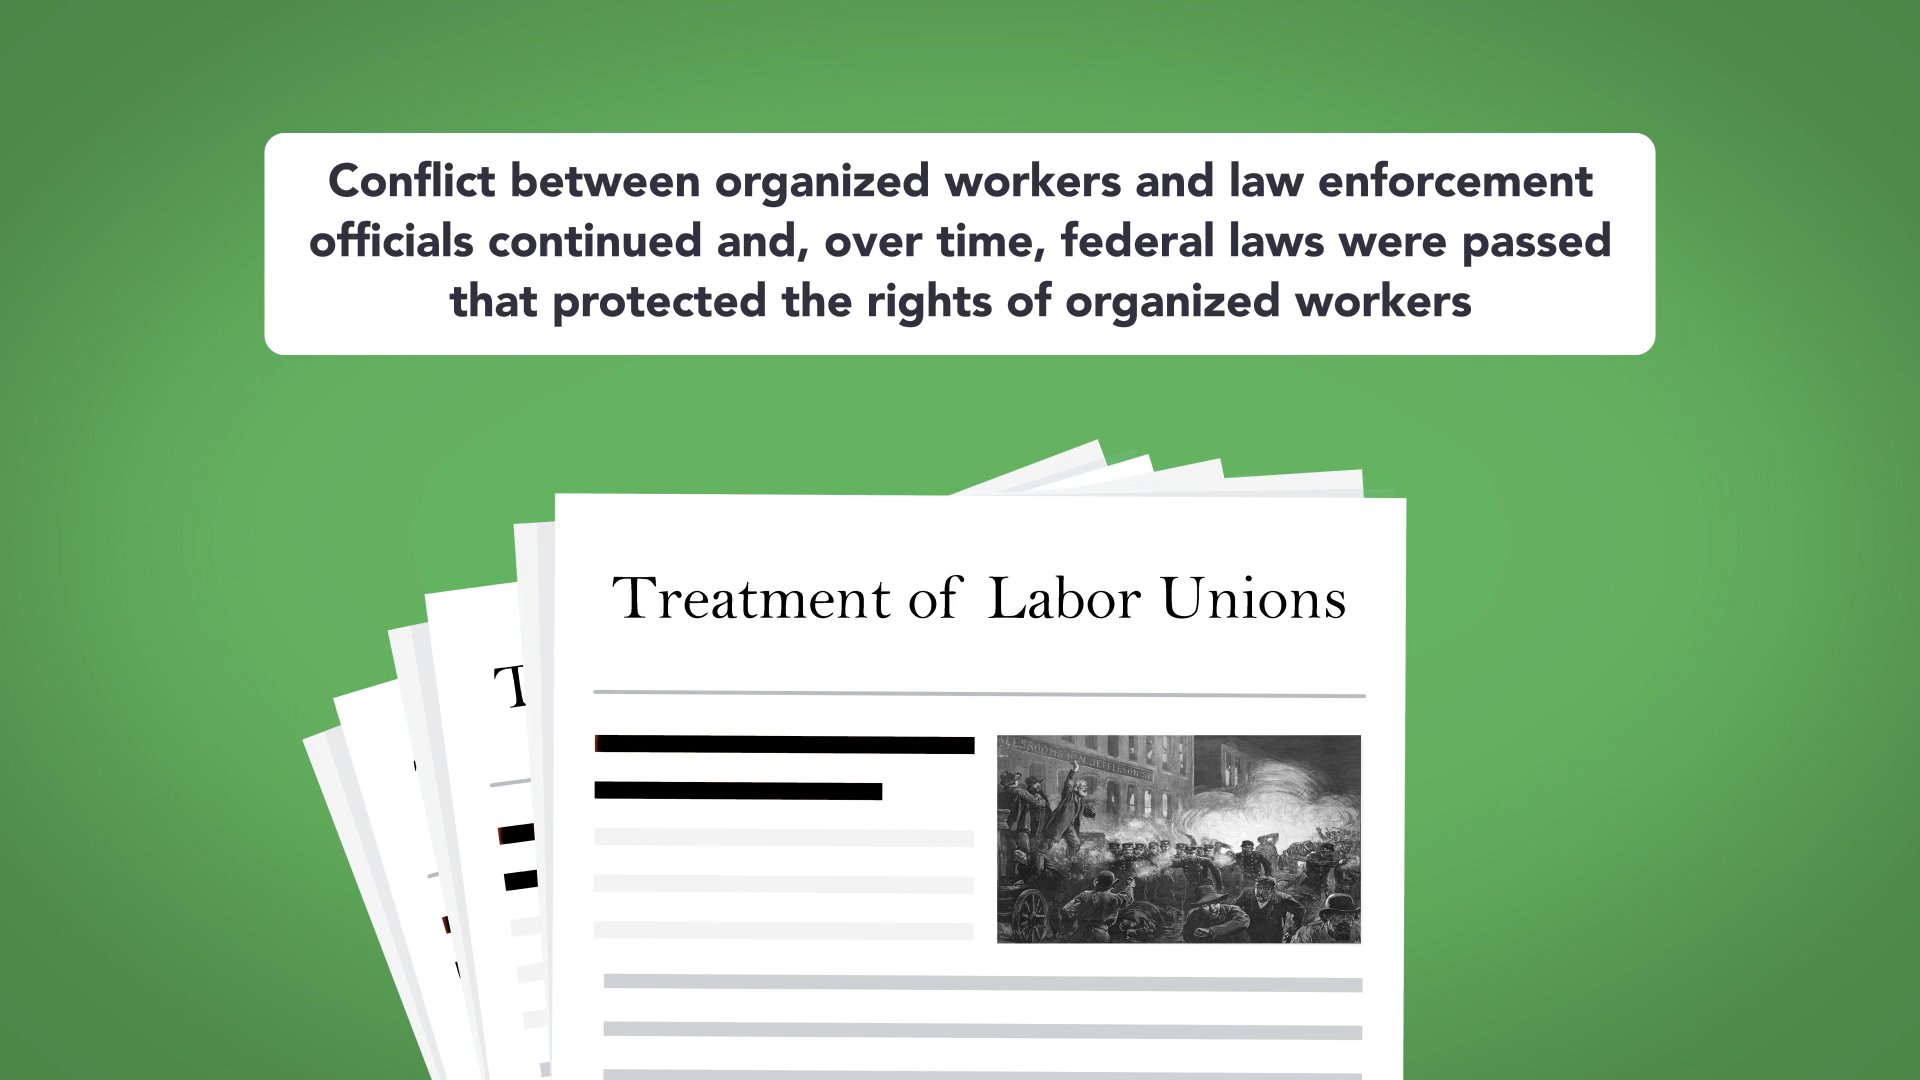 Conflict between organized workers and law enforcement
officials continued and, over time, federal laws were passed
that protected the rights of organized workers
Treatment of Labor Unions
T